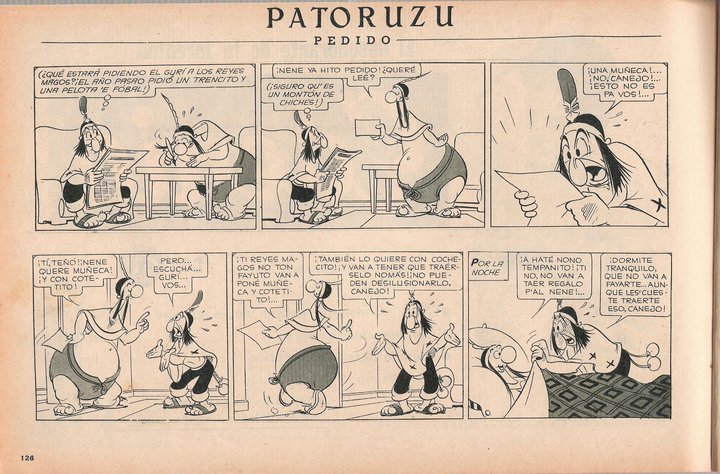 PATORUZU
PEDIDO
(¿QUÉ ESTARÁ PIDIENDO EL GURÍ A LOS REYES
MAGOS?¡EL AÑO PASAO PIDIÓ UN TRENCITO Y
UNA PELOTA 'E FOBAL!)
¡NENE YA HITO PEDIDO!¿QUERÉ
LEÉ?
(¡SIGURO QU'ES
UN MONTÓN DE
CHICHES!)
¡UNA MUÑECA!...
¡NO, CANEJO!...
¡ESTO NO ES
PA VOS!...
¡TÍ, TEÑO!¡NENE
QUERE MUÑECA!
¡Y CON COTE-
TITO!
PERO...
ESCUCHÁ...
GURÍ...
VOS...
¡TI REYES MA-
GOS NO TON
FAYUTO VAN A
PONÉ MUÑE-
CA Y COTETI-
TO!...
¡TAMBIÉN LO QUIERE CON COCHE-
CITO!¡Y VAN A TENER QUE TRAÉR-
SELO NOMÁS!¡NO PUE-
DEN DESILUSIONARLO,
CANEJO!
POR LA
NOCHE
¡A HATÉ NONO
TEMPANITO!¡TI
NO, NO VAN A
TAER REGALO
P'AL NENE!...
¡DORMITE
TRANQUILO,
QUE NO VAN A
FAYARTE...AUN-
QUE LES CUES-
TE TRAERTE
ESO, CANEJO!
126